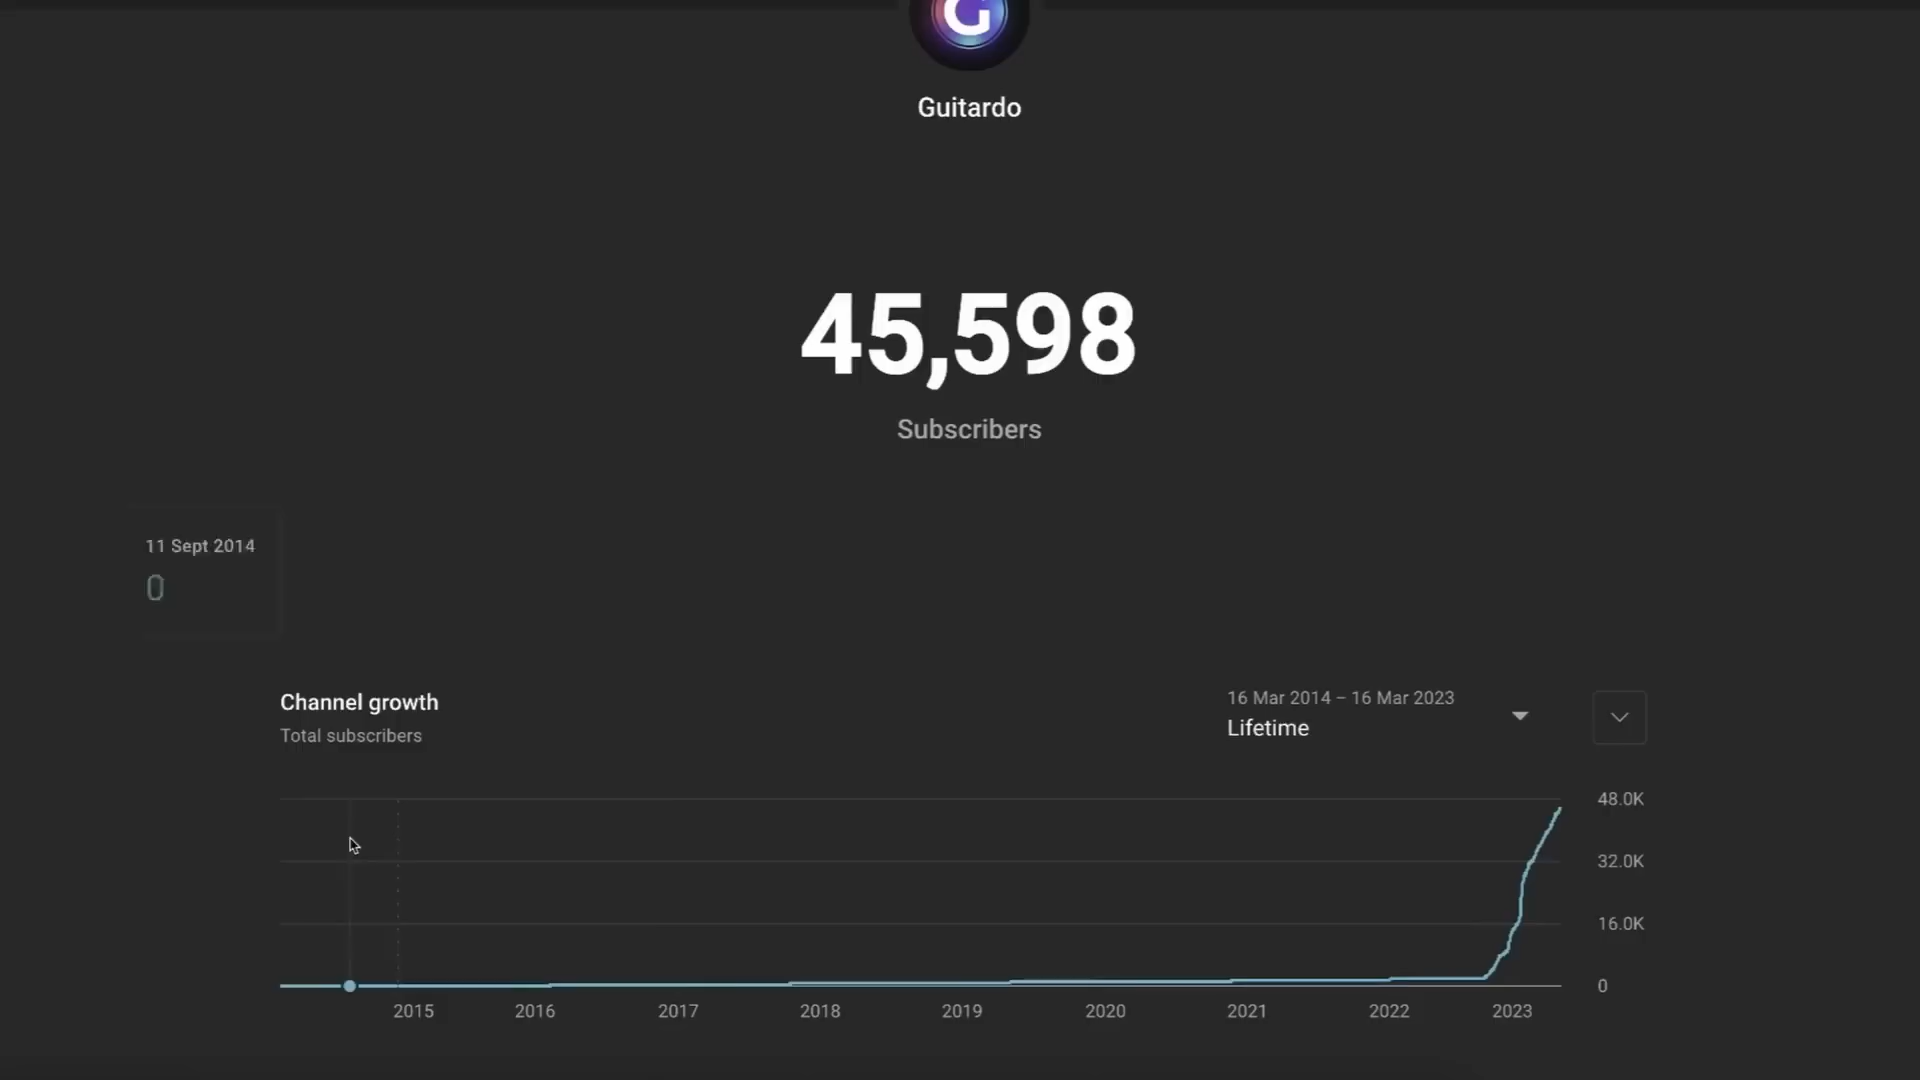 G
Guitardo
45,598
Subscribers
11 Sept 2014
0
Channel growth
Total subscribers
16 Mar 2014 – 16 Mar 2023
Lifetime
48.0K
32.0K
16.0K
0
2015 2016 2017 2018 2019 2020 2021 2022 2023